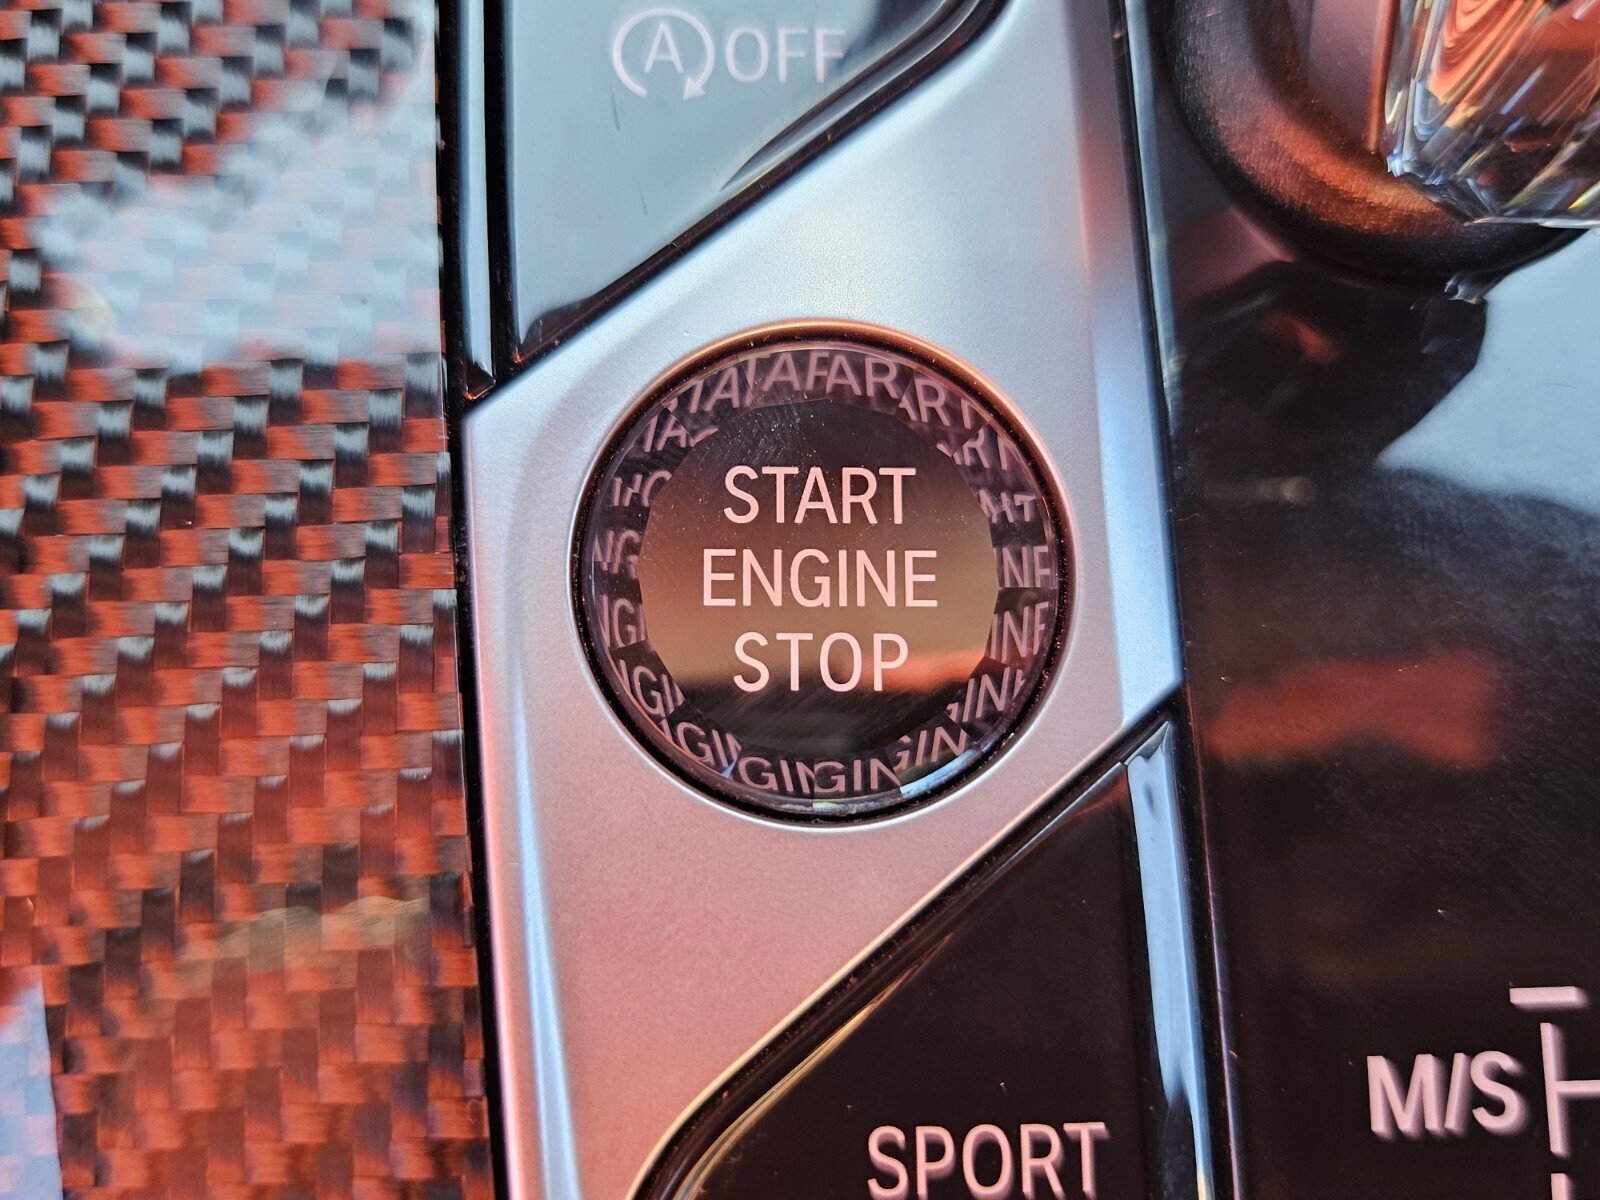 A OFF
START
ENGINE
STOP
M/S
SPORT